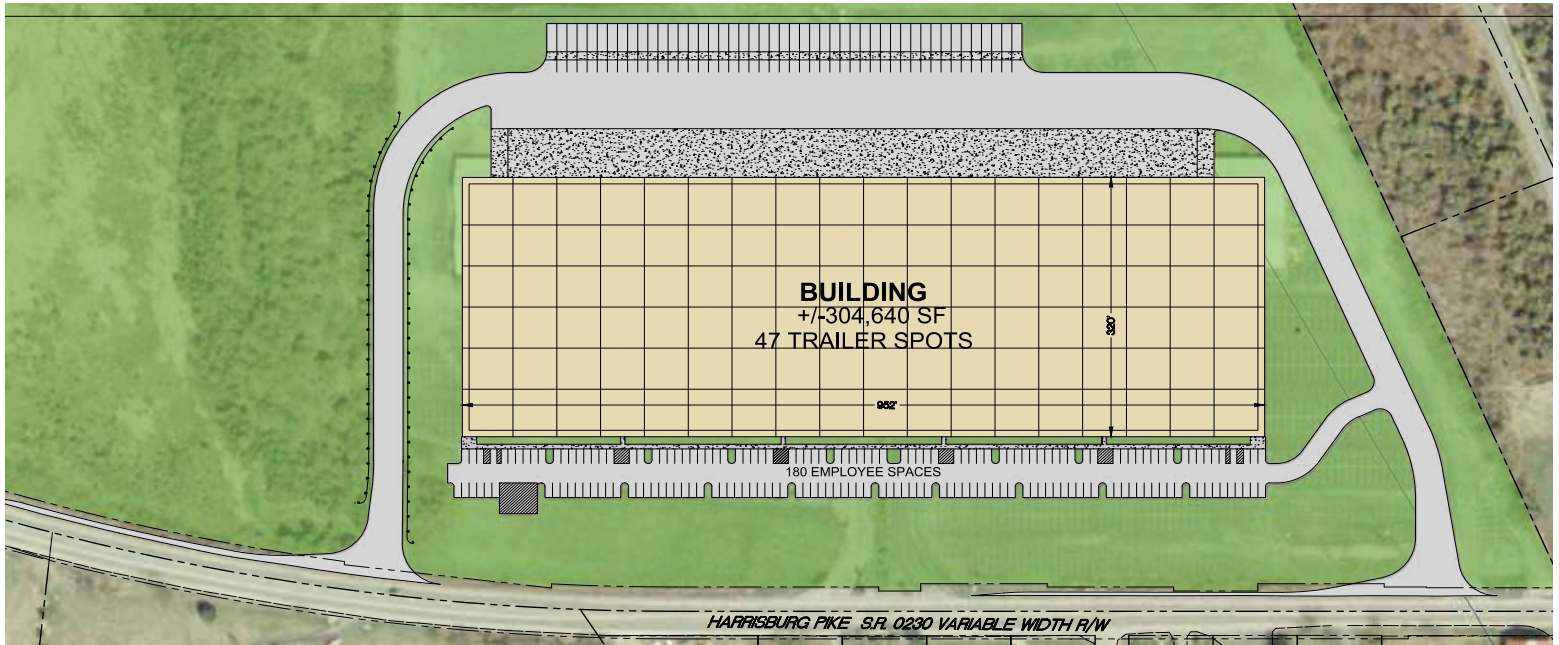 BUILDING
+/-304,640 SF
47 TRAILER SPOTS
320'
952'
180 EMPLOYEE SPACES
HARRISBURG PIKE S.R. 0230 VARIABLE WIDTH R/W